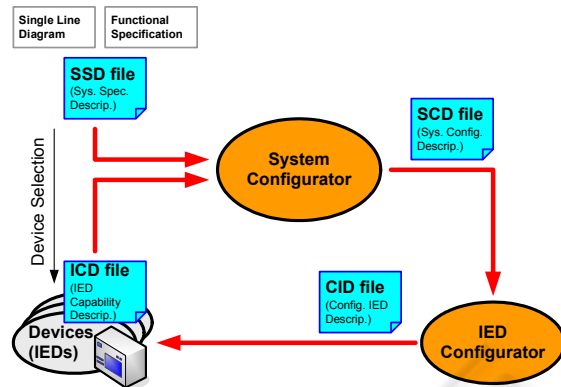 Single Line
Diagram
Functional
Specification
SSD file
(Sys. Spec.
Descrip.)
SCD file
(Sys. Config.
Descrip.)
System
Configurator
Device Selection
ICD file
(IED
Capability
Descrip.)
CID file
(Config. IED
Descrip.)
Devices
(IEDs)
IED
Configurator